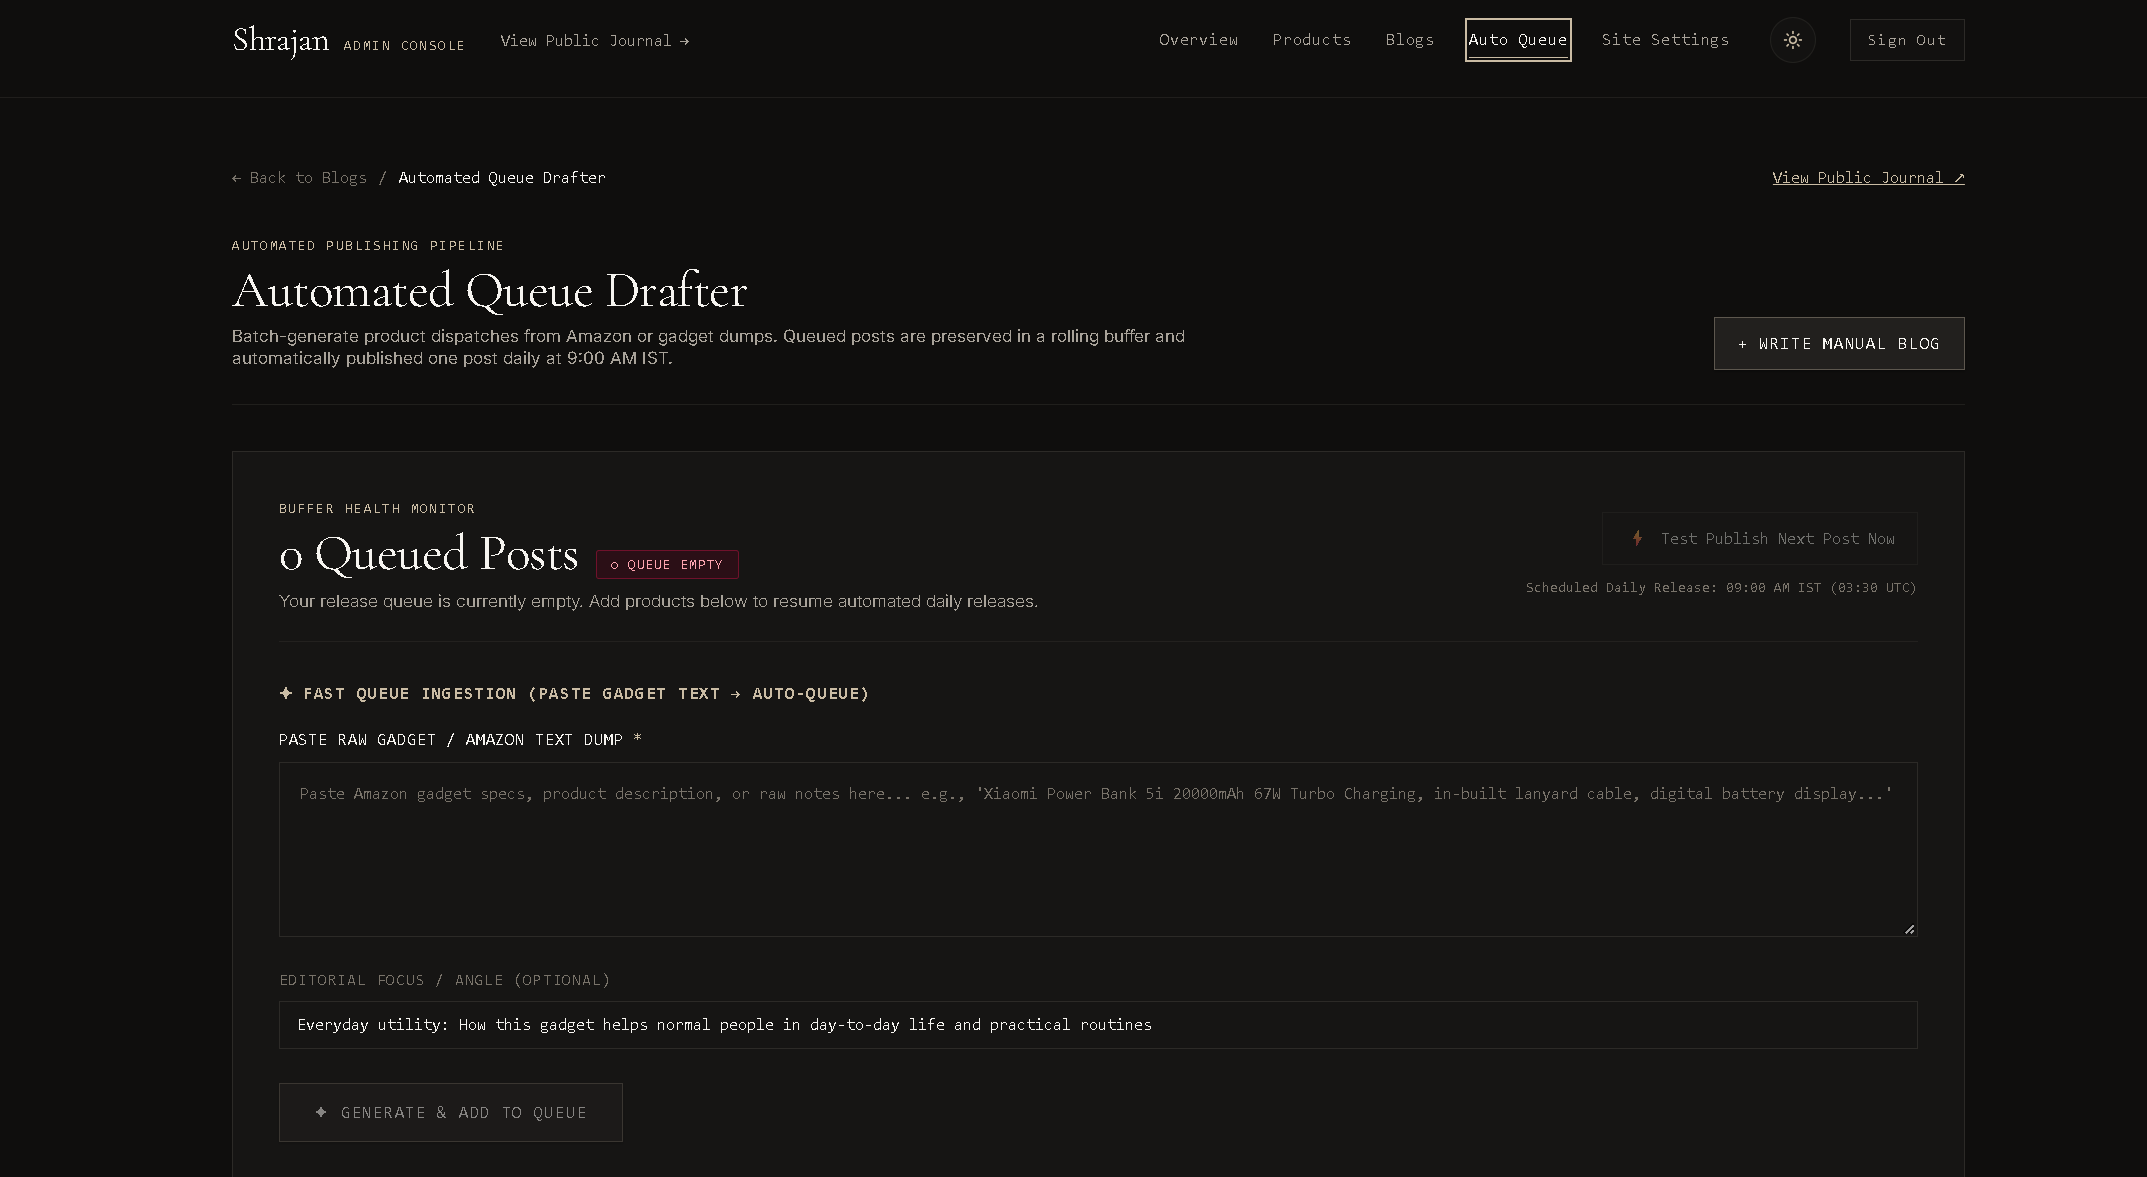 Shrajan ADMIN CONSOLE View Public Journal → Overview Products Blogs Auto Queue Site Settings Sign Out
← Back to Blogs / Automated Queue Drafter View Public Journal ↗
AUTOMATED PUBLISHING PIPELINE
Automated Queue Drafter
Batch-generate product dispatches from Amazon or gadget dumps. Queued posts are preserved in a rolling buffer and
automatically published one post daily at 9:00 AM IST.
+ WRITE MANUAL BLOG
BUFFER HEALTH MONITOR
0 Queued Posts ○ QUEUE EMPTY
Your release queue is currently empty. Add products below to resume automated daily releases.
Test Publish Next Post Now
Scheduled Daily Release: 09:00 AM IST (03:30 UTC)
✦ FAST QUEUE INGESTION (PASTE GADGET TEXT → AUTO-QUEUE)
PASTE RAW GADGET / AMAZON TEXT DUMP *
Paste Amazon gadget specs, product description, or raw notes here... e.g., 'Xiaomi Power Bank 5i 20000mAh 67W Turbo Charging, in-built lanyard cable, digital battery display...'
EDITORIAL FOCUS / ANGLE (OPTIONAL)
Everyday utility: How this gadget helps normal people in day-to-day life and practical routines
✦ GENERATE & ADD TO QUEUE